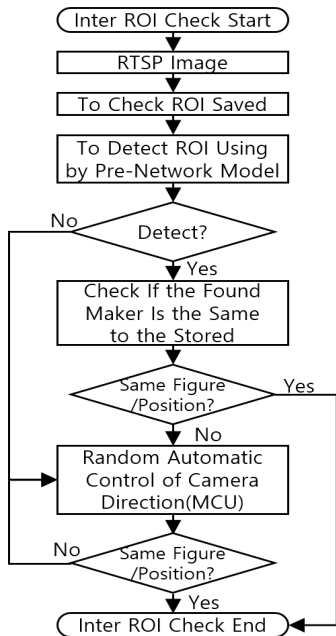 Inter ROI Check Start
RTSP Image
To Check ROI Saved
To Detect ROI Using
by Pre-Network Model
No
Detect?
Yes
Check If the Found
Maker Is the Same
to the Stored
Same Figure
/Position?
Yes
No
Random Automatic
Control of Camera
Direction(MCU)
No
Same Figure
/Position?
Yes
Inter ROI Check End